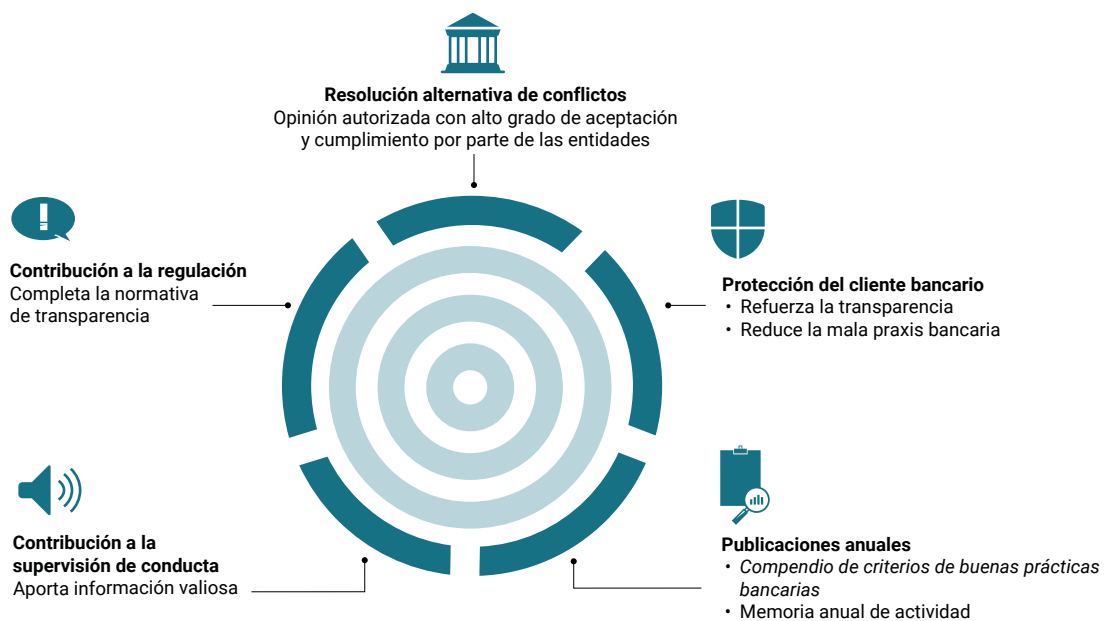 Resolución alternativa de conflictos
Opinión autorizada con alto grado de aceptación
y cumplimiento por parte de las entidades
Contribución a la regulación
Completa la normativa
de transparencia
Protección del cliente bancario
• Refuerza la transparencia
• Reduce la mala praxis bancaria
Contribución a la
supervisión de conducta
Aporta información valiosa
Publicaciones anuales
• Compendio de criterios de buenas prácticas
bancarias
• Memoria anual de actividad